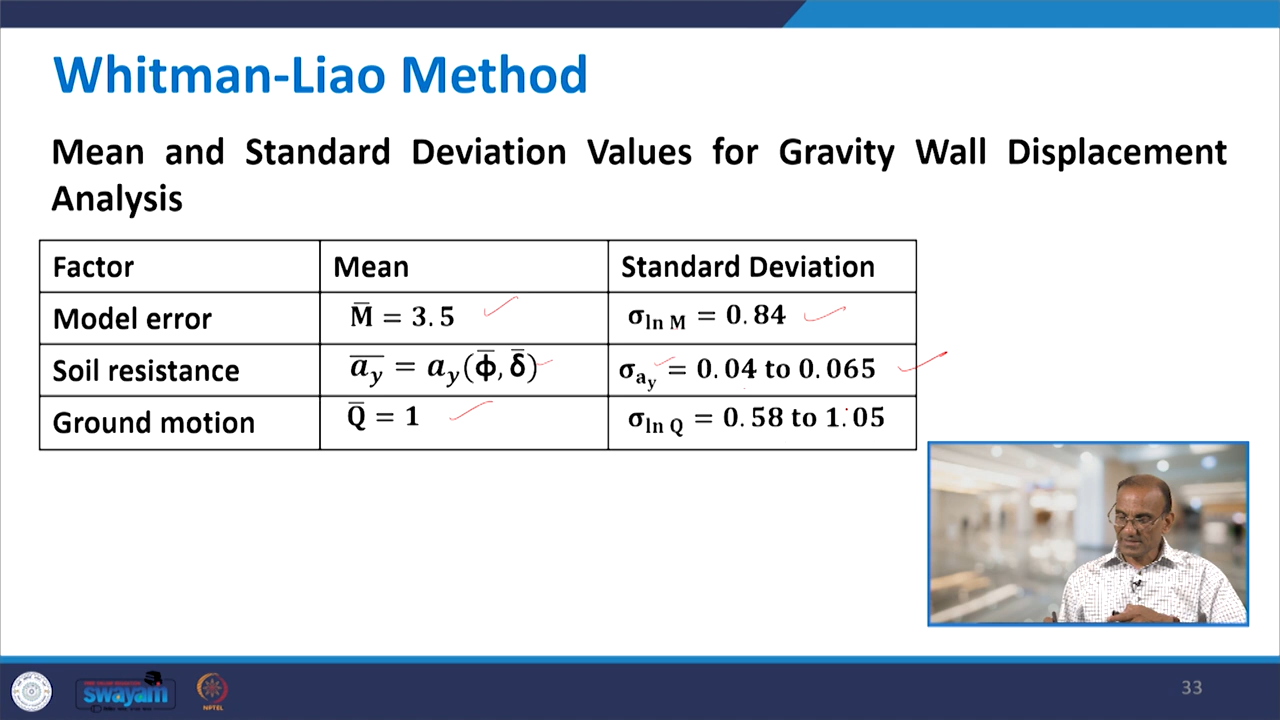 Whitman-Liao Method
Mean and Standard Deviation Values for Gravity Wall Displacement
Analysis
Factor Mean Standard Deviation
Model error M̅ = 3.5 σ_ln M = 0.84
Soil resistance a̅_y̅ = a_y(ϕ̅, δ̅) σ_a_y = 0.04 to 0.065
Ground motion Q̅ = 1 σ_ln Q = 0.58 to 1.05
swayam
NPTEL
33